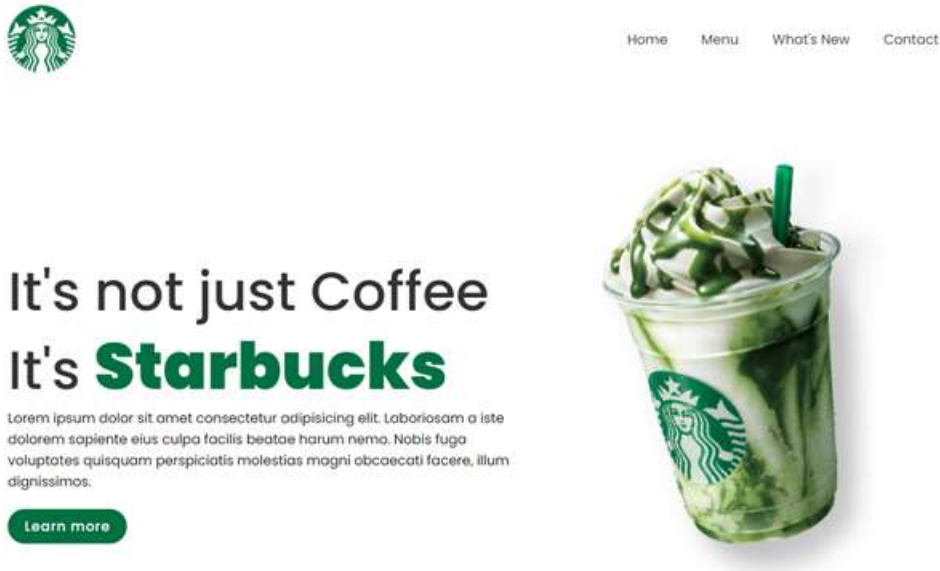 Home Menu What's New Contact
It's not just Coffee
It's Starbucks
Lorem ipsum dolor sit amet consectetur adipisicing elit. Laboriosam a iste
dolorem sapiente eius culpa facilis beatae harum nemo. Nobis fuga
voluptates quisquam perspiciatis molestias magni obcaecati facere, illum
dignissimos.
Learn more